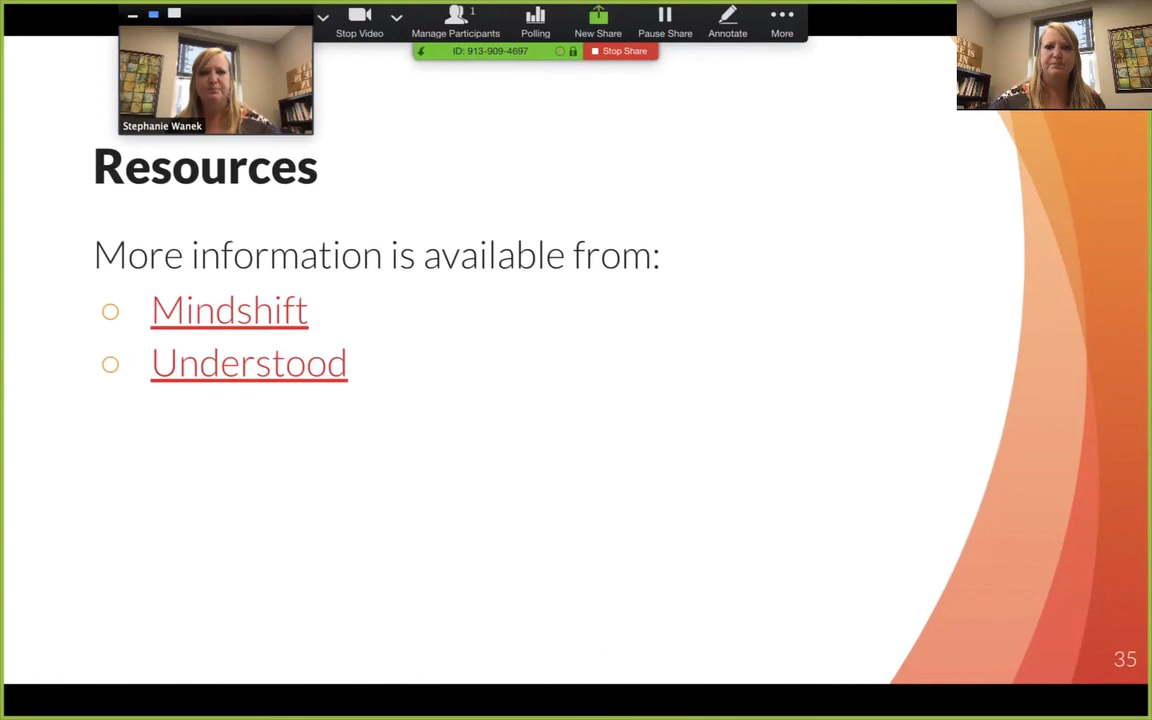 Stop Video
Manage Participants
1
Polling
New Share
Pause Share
Annotate
More
ID: 913-909-4697
Stop Share
Stephanie Wanek
Resources
More information is available from:
Mindshift
Understood
35